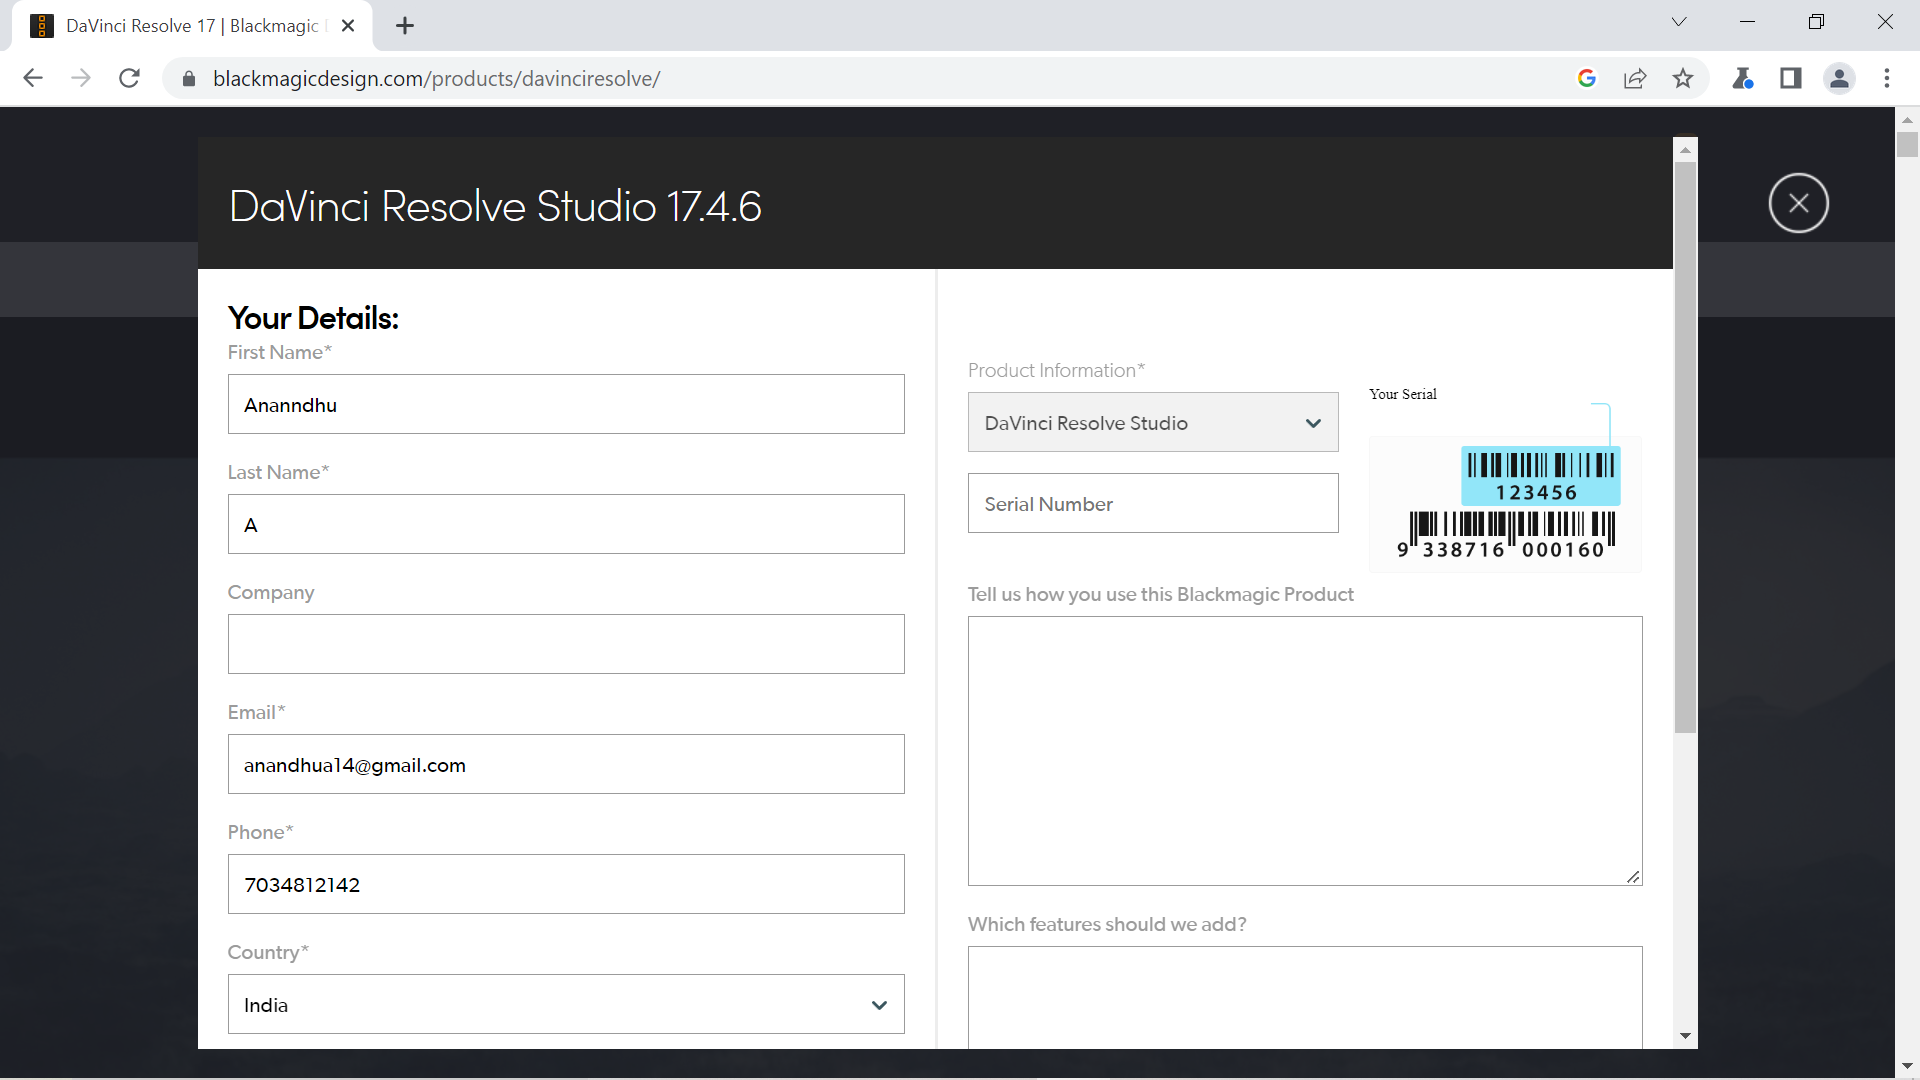 DaVinci Resolve 17 | Blackmagic
blackmagicdesign.com/products/davinciresolve/
DaVinci Resolve Studio 17.4.6
Your Details:
First Name*
Ananndhu
Last Name*
A
Company
Email*
anandhua14@gmail.com
Phone*
7034812142
Country*
India
Product Information*
DaVinci Resolve Studio
Serial Number
Your Serial
123456
9 338716 000160
Tell us how you use this Blackmagic Product
Which features should we add?